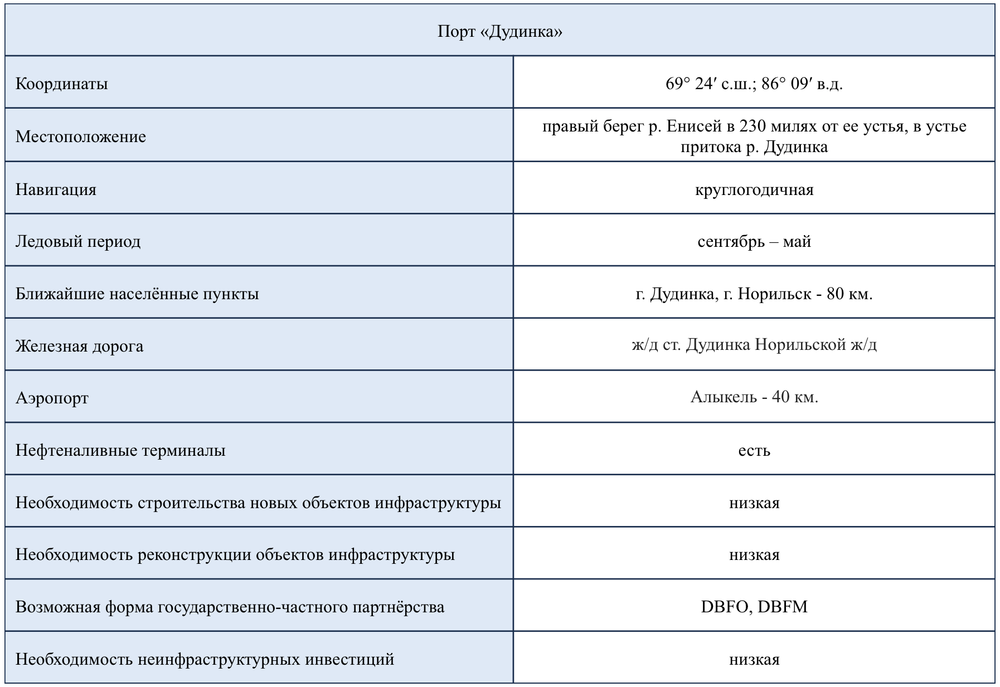 Порт «Дудинка»
Координаты
69° 24′ с.ш.; 86° 09′ в.д.
Местоположение
правый берег р. Енисей в 230 милях от ее устья, в устье
притока р. Дудинка
Навигация
круглогодичная
Ледовый период
сентябрь – май
Ближайшие населённые пункты
г. Дудинка, г. Норильск - 80 км.
Железная дорога
ж/д ст. Дудинка Норильской ж/д
Аэропорт
Алыкель - 40 км.
Нефтеналивные терминалы
есть
Необходимость строительства новых объектов инфраструктуры
низкая
Необходимость реконструкции объектов инфраструктуры
низкая
Возможная форма государственно-частного партнёрства
DBFO, DBFM
Необходимость неинфраструктурных инвестиций
низкая